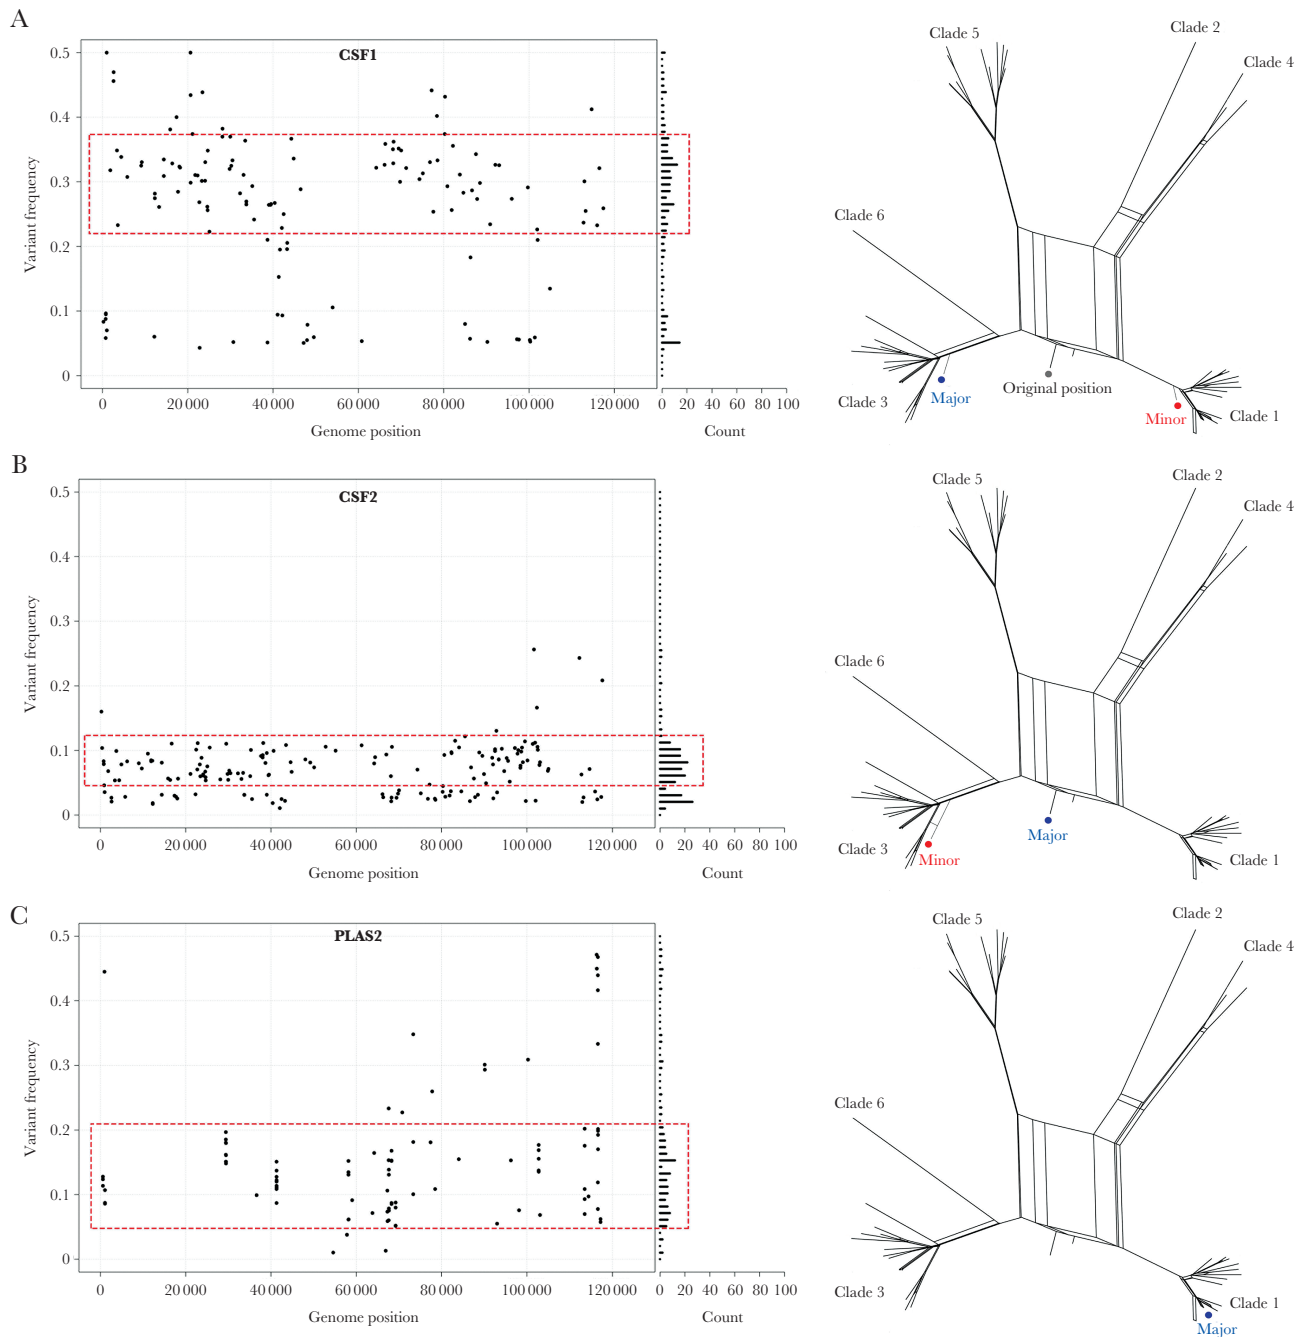 A
CSF1
Variant frequency
0.5
0.4
0.3
0.2
0.1
0
0 20 000 40 000 60 000 80 000 100 000 120 000
0 20 40 60 80 100
Genome position
Count
Clade 5
Clade 2
Clade 4
Clade 6
Clade 3
Major
Original position
Minor
Clade 1
B
CSF2
Variant frequency
0.5
0.4
0.3
0.2
0.1
0
0 20 000 40 000 60 000 80 000 100 000 120 000
0 20 40 60 80 100
Genome position
Count
Clade 5
Clade 2
Clade 4
Clade 6
Clade 3
Minor
Major
Clade 1
C
PLAS2
Variant frequency
0.5
0.4
0.3
0.2
0.1
0
0 20 000 40 000 60 000 80 000 100 000 120 000
0 20 40 60 80 100
Genome position
Count
Clade 5
Clade 2
Clade 4
Clade 6
Clade 3
Clade 1
Major